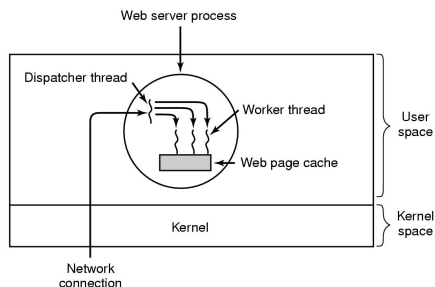 Web server process
Dispatcher thread
Worker thread
Web page cache
User
space
Kernel
Kernel
space
Network
connection